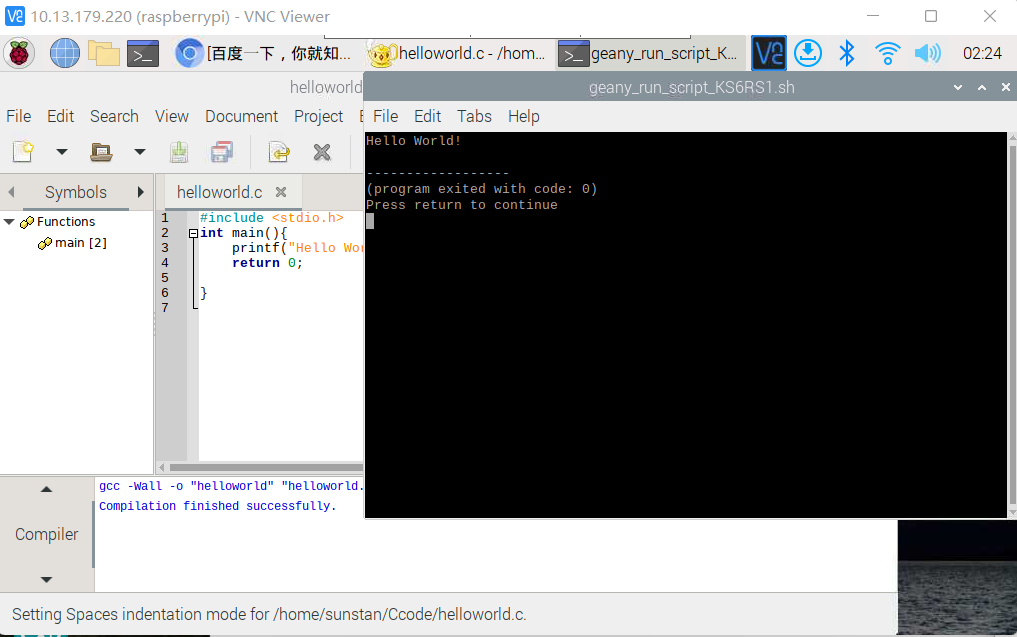 10.13.179.220 (raspberrypi) - VNC Viewer
[百度一下，你就知...
helloworld.c - /hom...
geany_run_script_K...
02:24
helloworld
geany_run_script_KS6RS1.sh
File Edit Search View Document Project
File Edit Tabs Help
Symbols
helloworld.c
Functions
main [2]
1 #include <stdio.h>
2 int main(){
3 printf("Hello Wor
4 return 0;
5
6 }
7
Hello World!
------------------
(program exited with code: 0)
Press return to continue
Compiler
gcc -Wall -o "helloworld" "helloworld.
Compilation finished successfully.
Setting Spaces indentation mode for /home/sunstan/Ccode/helloworld.c.